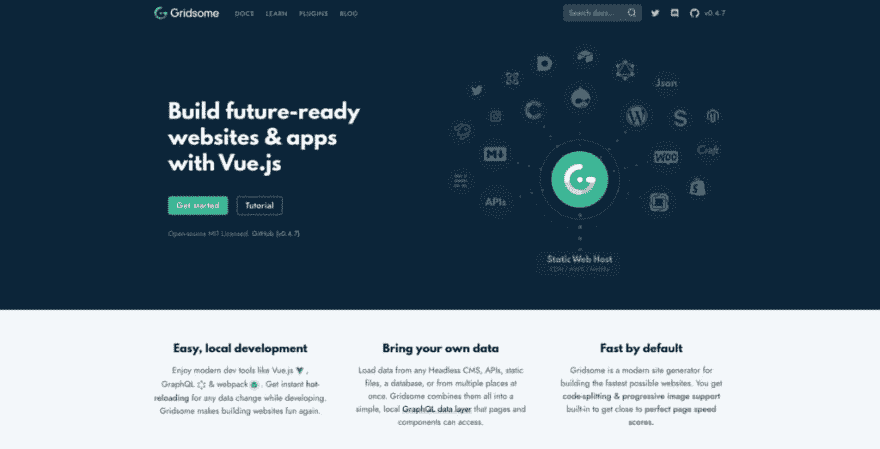 Gridsome
DOCS LEARN PLUGINS BLOG
Search docs...
v0.4.7
Build future-ready
websites & apps
with Vue.js
Get started
Tutorial
Open-source MIT Licensed. GitHub (v0.4.7)
Json
M
Craft
WOO
APIs
Static Web Host
CDN / AWS / Netlify
Easy, local development
Enjoy modern dev tools like Vue.js ,
GraphQL & webpack . Get instant hot-
reloading for any data change while developing.
Gridsome makes building websites fun again.
Bring your own data
Load data from any Headless CMS, APIs, static
files, a database, or from multiple places at
once. Gridsome combines them all into a
simple, local GraphQL data layer that pages and
components can access.
Fast by default
Gridsome is a modern site generator for
building the fastest possible websites. You get
code-splitting & progressive image support
built-in to get close to perfect page speed
scores.